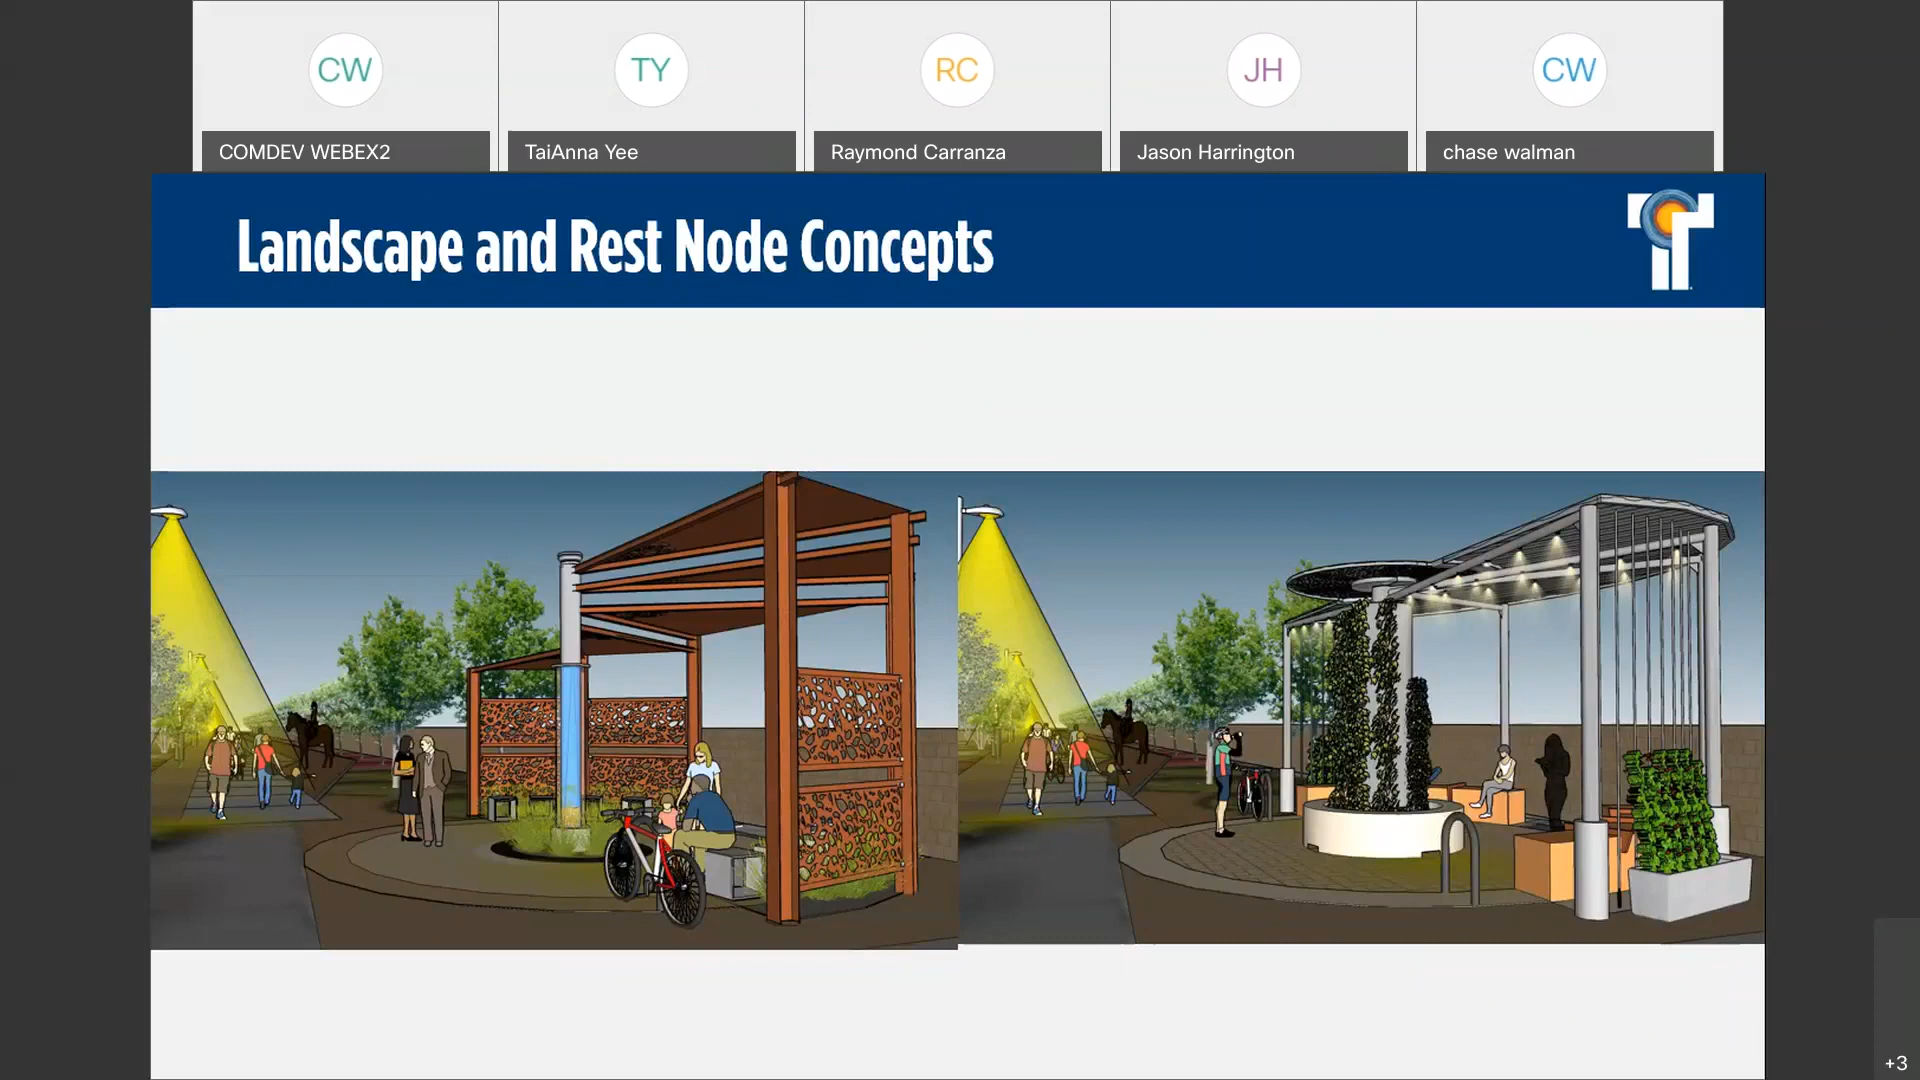 CW
TY
RC
JH
CW
COMDEV WEBEX2
TaiAnna Yee
Raymond Carranza
Jason Harrington
chase walman
Landscape and Rest Node Concepts
+3